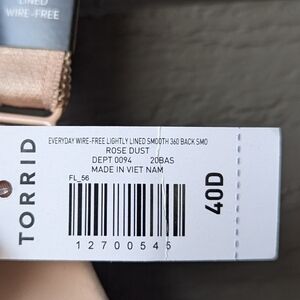 LINED
WIRE-FREE
TORRID
EVERYDAY WIRE-FREE LIGHTLY LINED SMOOTH 360 BACK SMO
ROSE DUST
DEPT 0094 20BAS
MADE IN VIET NAM
FL_56
12700545
40D